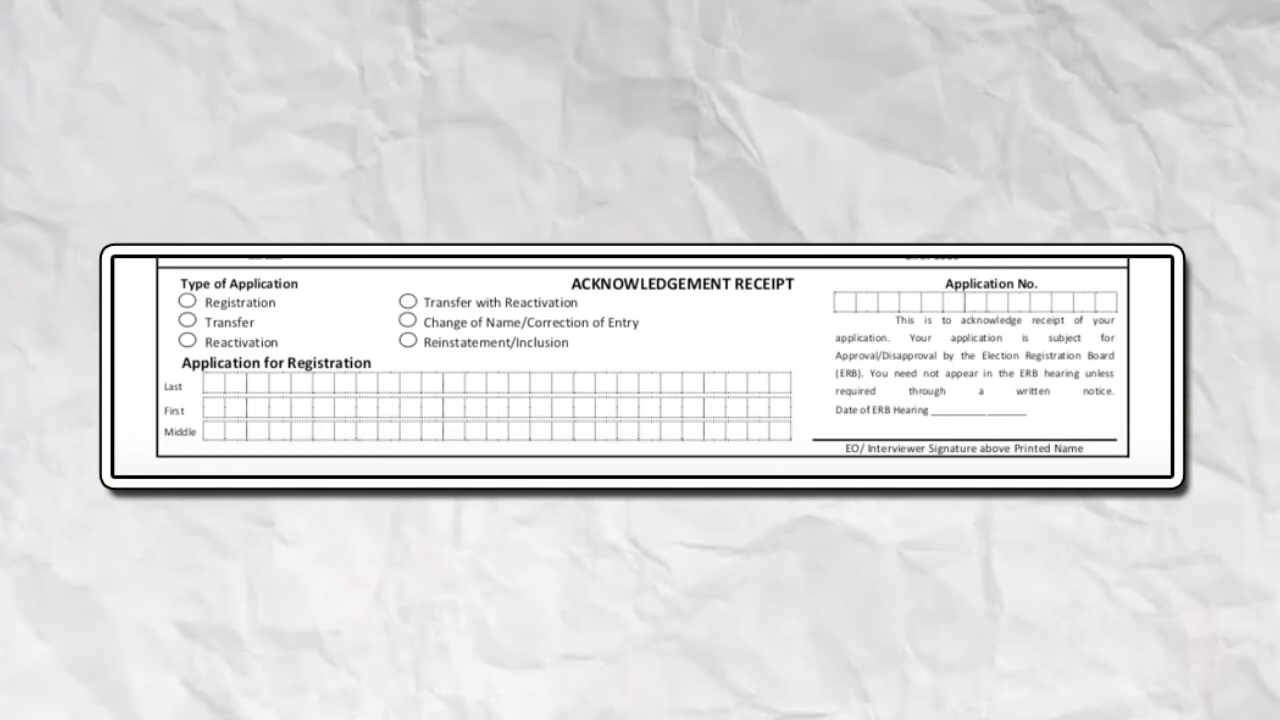 Type of Application
ACKNOWLEDGEMENT RECEIPT
Application No.
Registration
Transfer with Reactivation
Transfer
Change of Name/Correction of Entry
Reactivation
Reinstatement/Inclusion
This is to acknowledge receipt of your
application. Your application is subject for
Approval/Disapproval by the Election Registration Board
(ERB). You need not appear in the ERB hearing unless
required through a written notice.
Date of ERB Hearing
Application for Registration
Last
First
Middle
EO/ Interviewer Signature above Printed Name